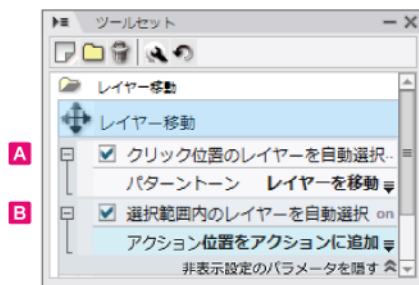 ツールセット
レイヤー移動
レイヤー移動
A
クリック位置のレイヤーを自動選択..
パターントーン レイヤーを移動
B
選択範囲内のレイヤーを自動選択 on
アクション位置をアクションに追加
非表示設定のパラメータを隠す